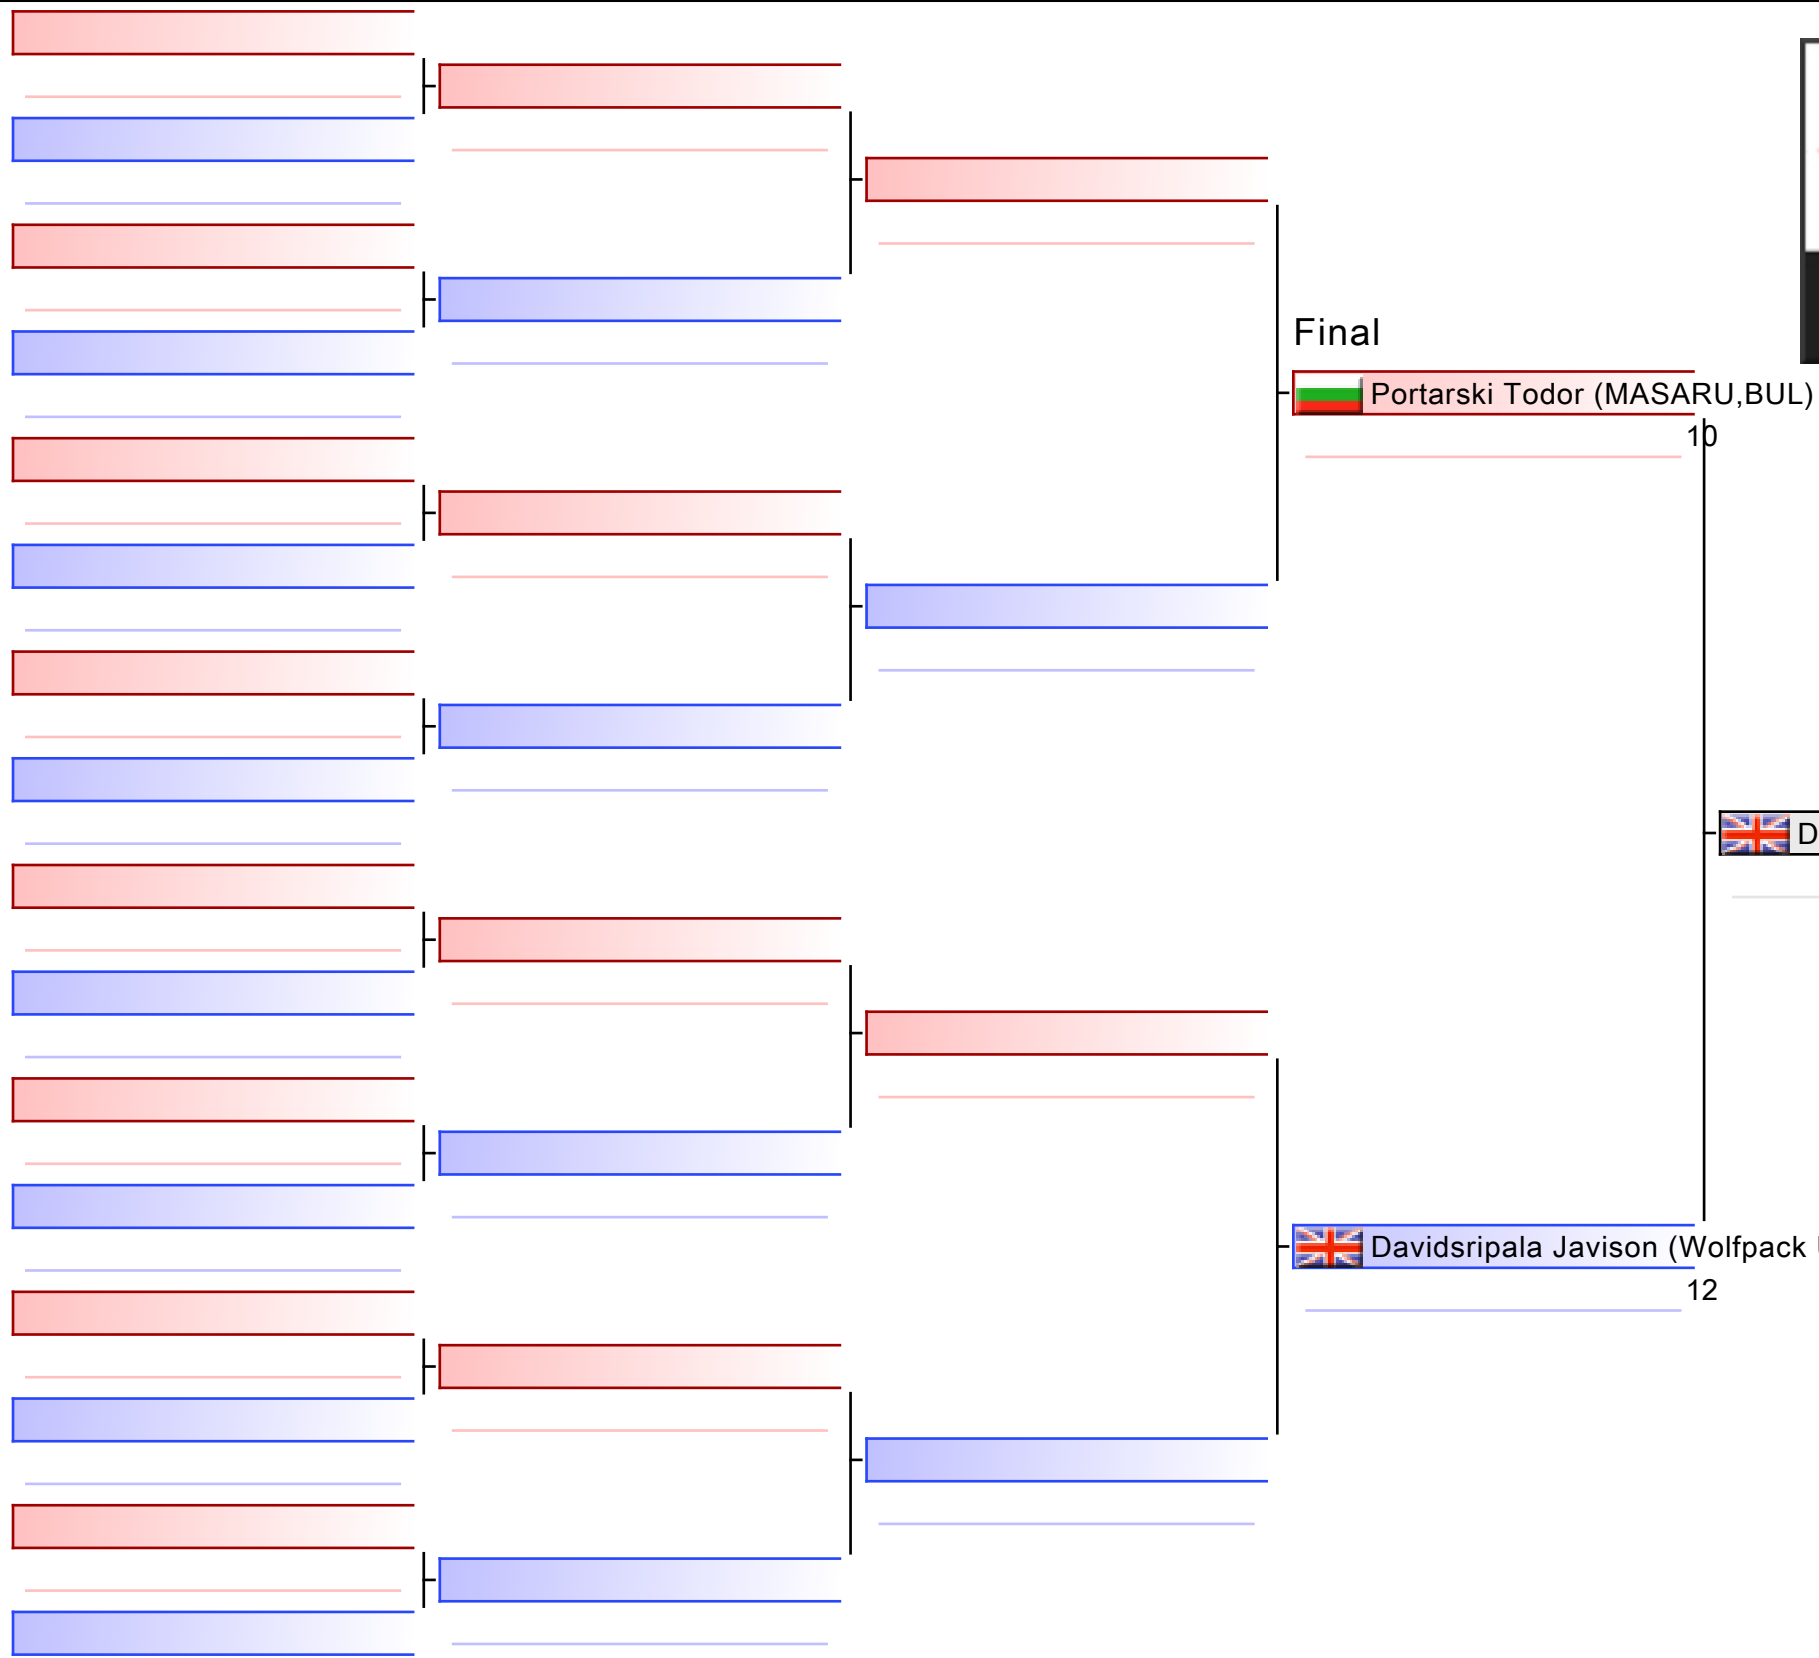 Final
Portarski Todor (MASARU,BUL)
10
D
Davidsripala Javison (Wolfpack
12